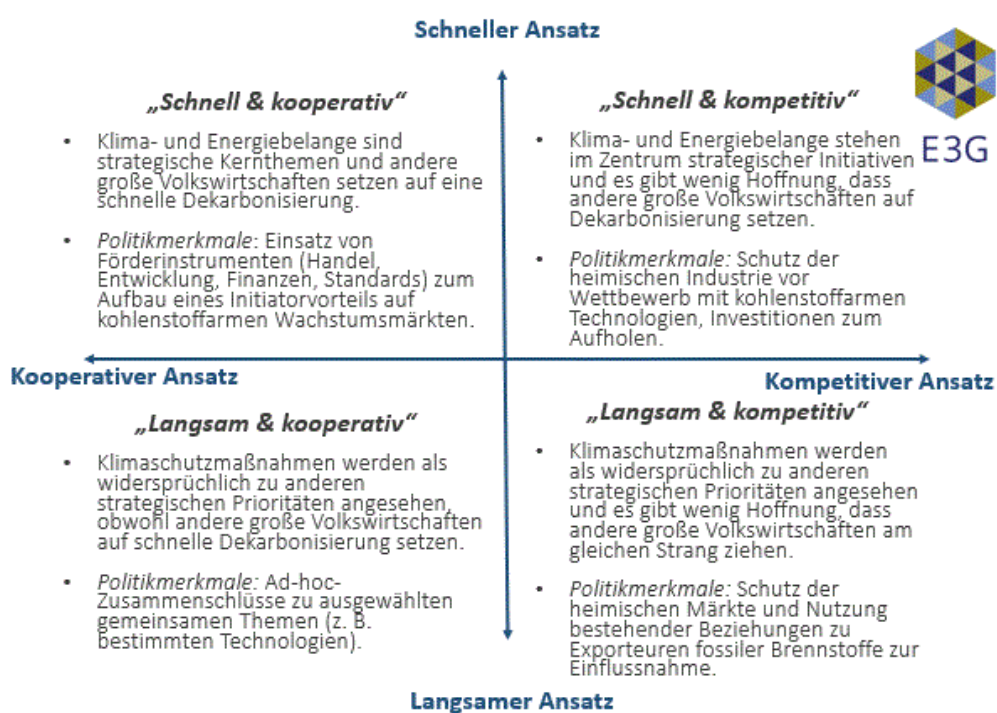 Schneller Ansatz
„Schnell & kooperativ“
• Klima- und Energiebelange sind
strategische Kernthemen und andere
große Volkswirtschaften setzen auf eine
schnelle Dekarbonisierung.
• Politikmerkmale: Einsatz von
Förderinstrumenten (Handel,
Entwicklung, Finanzen, Standards) zum
Aufbau eines Initiatorvorteils auf
kohlenstoffarmen Wachstumsmärkten.
„Schnell & kompetitiv“
• Klima- und Energiebelange stehen
im Zentrum strategischer Initiativen
und es gibt wenig Hoffnung, dass
andere große Volkswirtschaften auf
Dekarbonisierung setzen.
• Politikmerkmale: Schutz der
heimischen Industrie vor
Wettbewerb mit kohlenstoffarmen
Technologien, Investitionen zum
Aufholen.
E3G
Kooperativer Ansatz
Kompetitiver Ansatz
„Langsam & kooperativ“
• Klimaschutzmaßnahmen werden als
widersprüchlich zu anderen
strategischen Prioritäten angesehen,
obwohl andere große Volkswirtschaften
auf schnelle Dekarbonisierung setzen.
• Politikmerkmale: Ad-hoc-
Zusammenschlüsse zu ausgewählten
gemeinsamen Themen (z. B.
bestimmten Technologien).
„Langsam & kompetitiv“
• Klimaschutzmaßnahmen werden
als widersprüchlich zu anderen
strategischen Prioritäten angesehen
und es gibt wenig Hoffnung, dass
andere große Volkswirtschaften am
gleichen Strang ziehen.
• Politikmerkmale: Schutz der
heimischen Märkte und Nutzung
bestehender Beziehungen zu
Exporteuren fossiler Brennstoffe zur
Einflussnahme.
Langsamer Ansatz